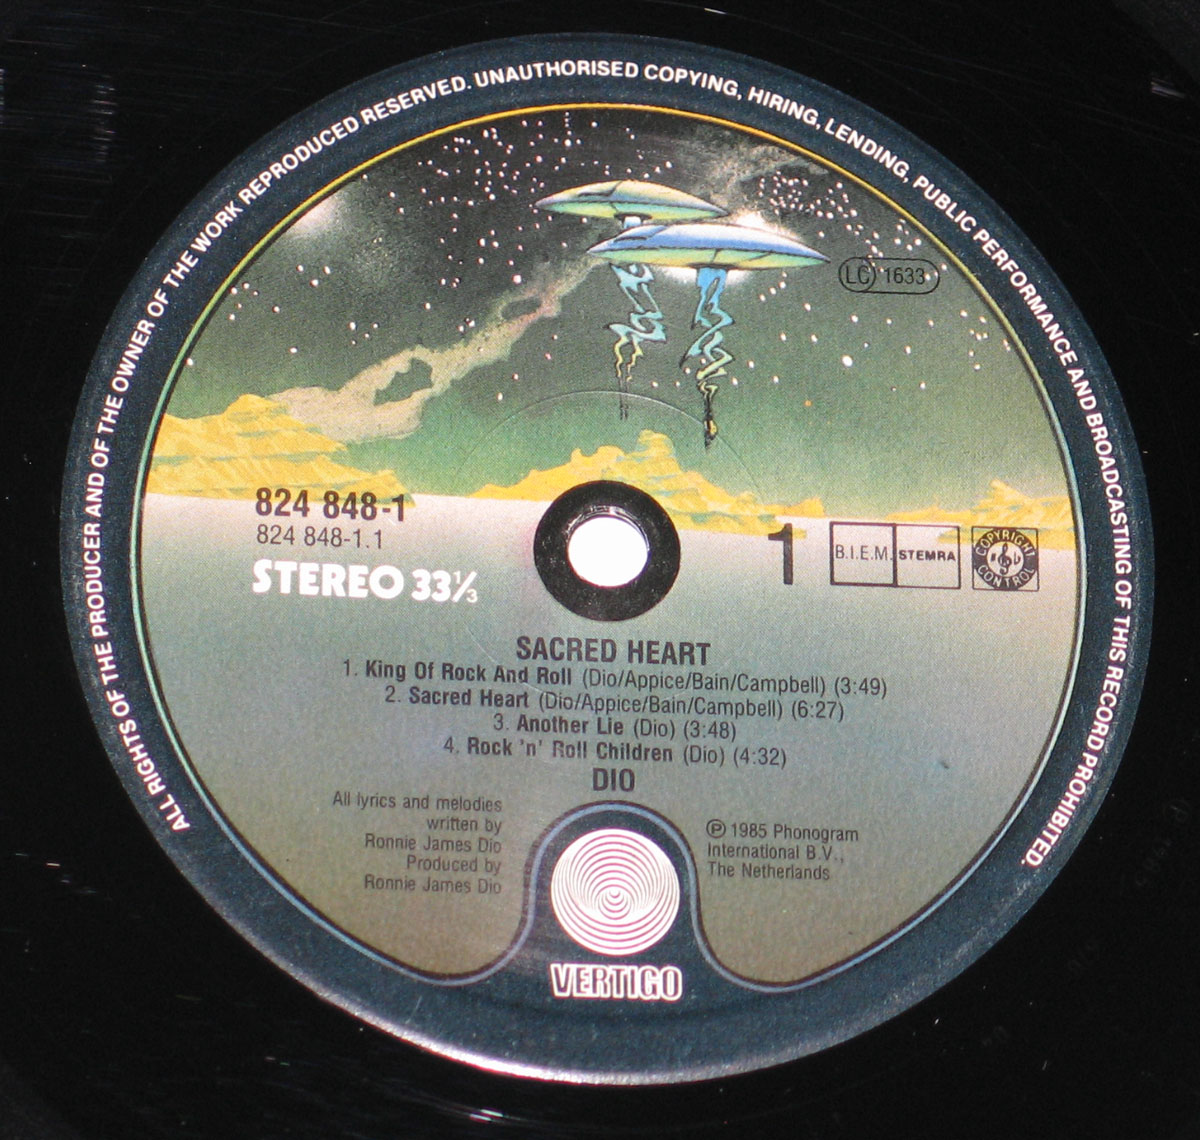 ALL RIGHTS OF THE PRODUCER AND OF THE OWNER OF THE WORK REPRODUCED RESERVED. UNAUTHORISED COPYING, HIRING, LENDING, PUBLIC PERFORMANCE AND BROADCASTING OF THIS RECORD PROHIBITED.
LC 1633
824 848-1
824 848-1.1
STEREO 33⅓
1
B.I.E.M. STEMRA
COPYRIGHT CONTROL
SACRED HEART
1. King Of Rock And Roll (Dio/Appice/Bain/Campbell) (3:49)
2. Sacred Heart (Dio/Appice/Bain/Campbell) (6:27)
3. Another Lie (Dio) (3:48)
4. Rock 'n' Roll Children (Dio) (4:32)
DIO
All lyrics and melodies
written by
Ronnie James Dio
Produced by
Ronnie James Dio
℗ 1985 Phonogram
International B.V.,
The Netherlands
VERTIGO